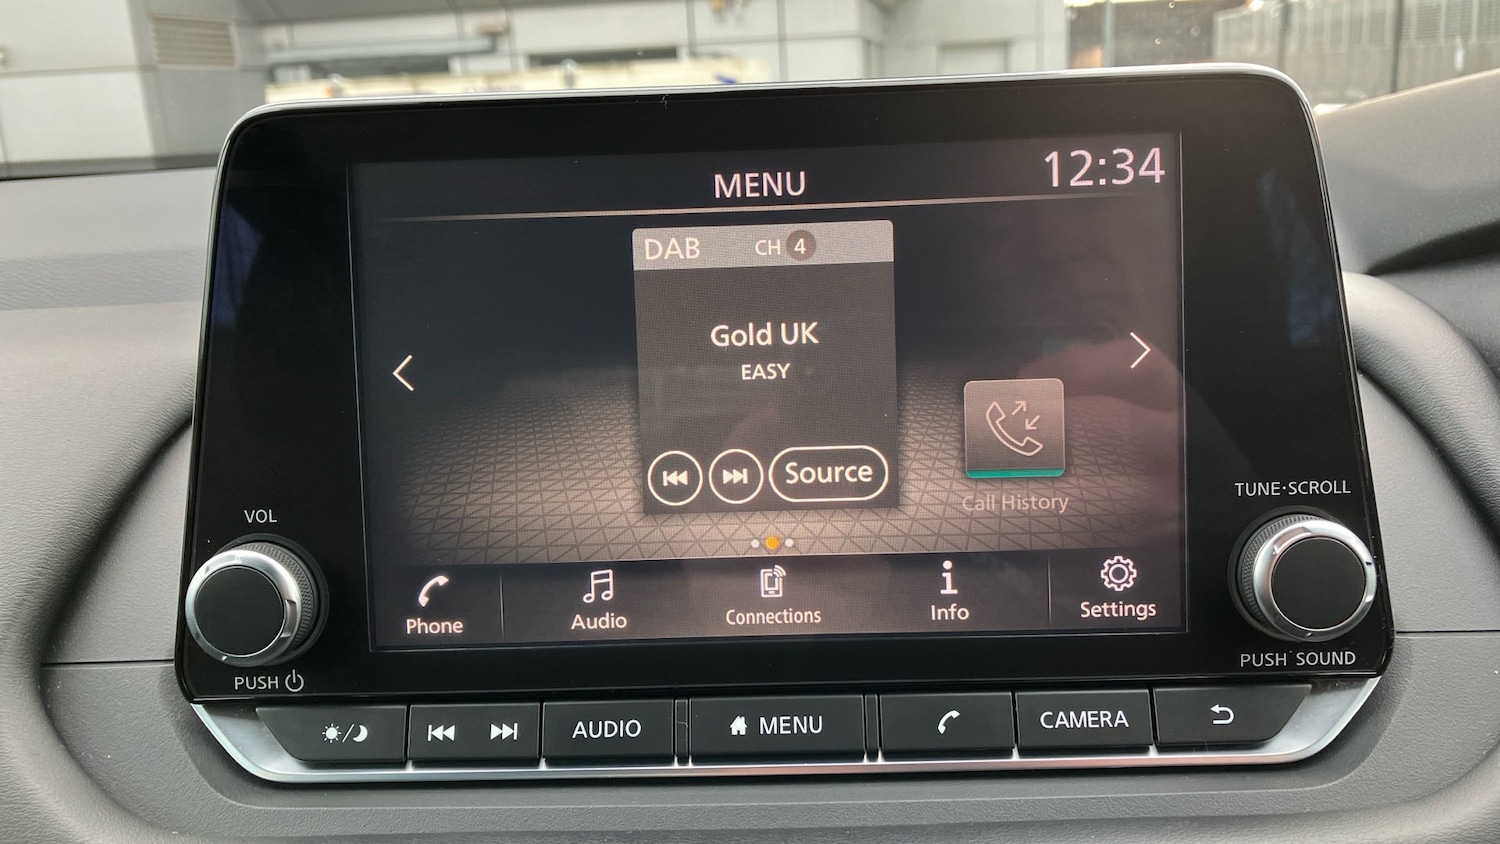 MENU
12:34
DAB CH 4
Gold UK
EASY
Source
Call History
Phone
Audio
Connections
Info
Settings
VOL
PUSH
TUNE·SCROLL
PUSH SOUND
AUDIO
MENU
CAMERA